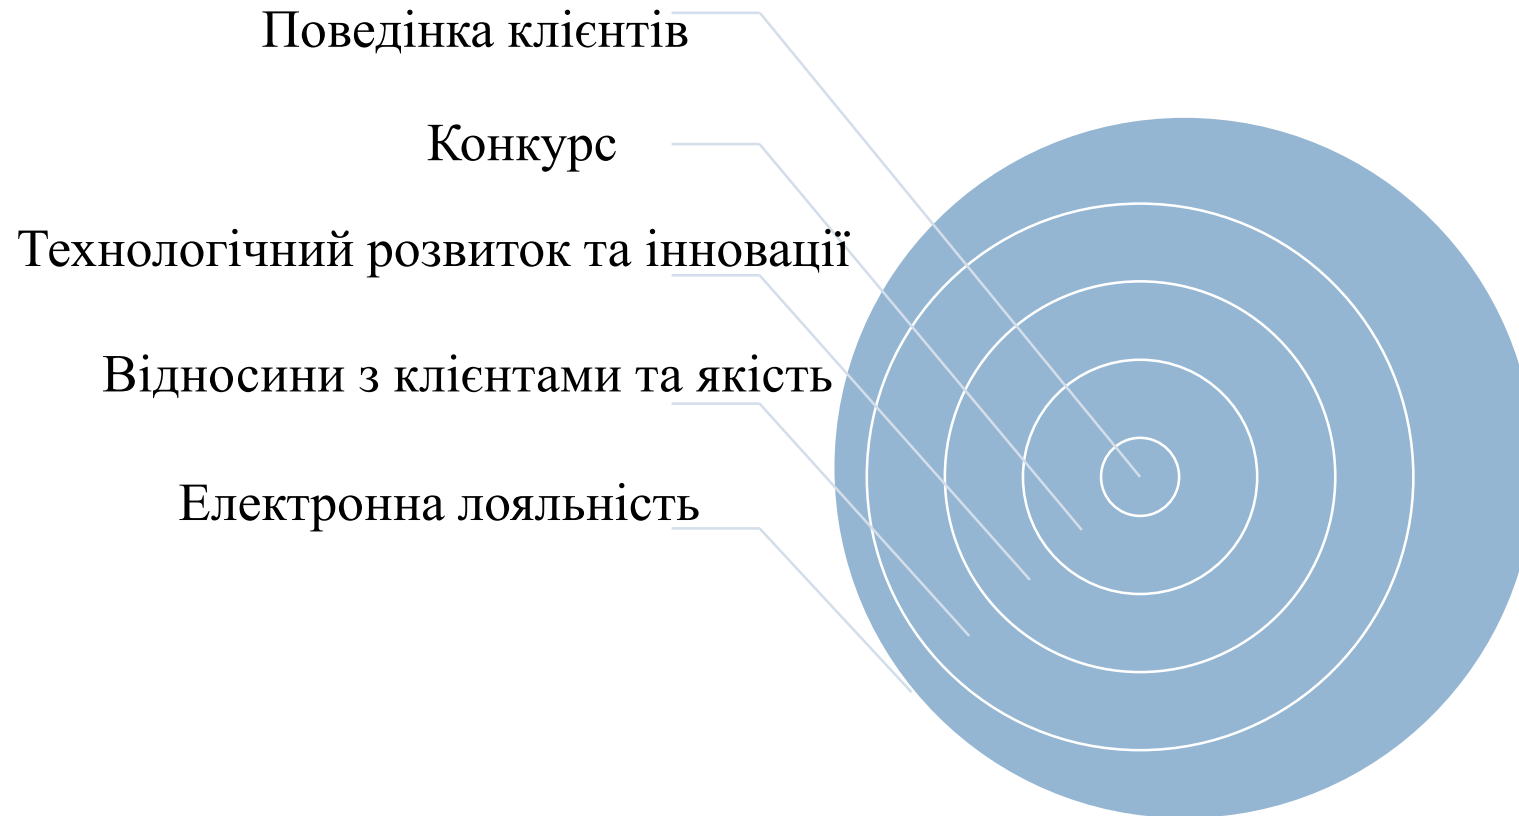 Поведінка клієнтів
Конкурс
Технологічний розвиток та інновації
Відносини з клієнтами та якість
Електронна лояльність